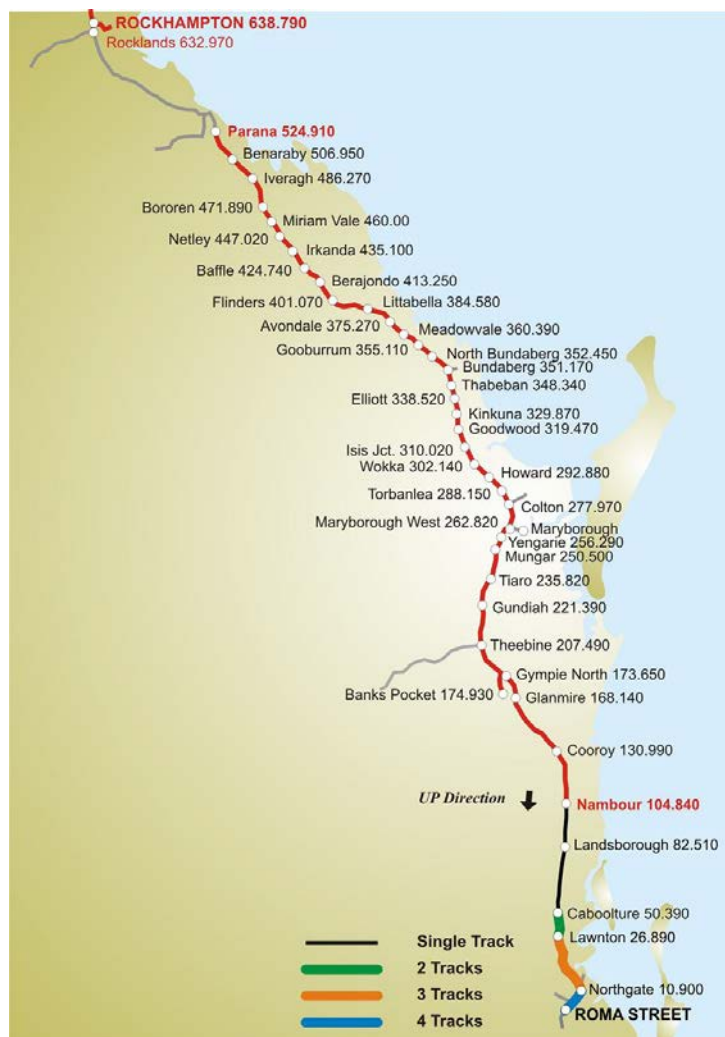 ROCKHAMPTON 638.790
Rocklands 632.970
Parana 524.910
Benaraby 506.950
Iveragh 486.270
Bororen 471.890
Miriam Vale 460.00
Netley 447.020
Irkanda 435.100
Baffle 424.740
Berajondo 413.250
Flinders 401.070
Littabella 384.580
Avondale 375.270
Meadowvale 360.390
Gooburrum 355.110
North Bundaberg 352.450
Bundaberg 351.170
Thabeban 348.340
Elliott 338.520
Kinkuna 329.870
Goodwood 319.470
Isis Jct. 310.020
Wokka 302.140
Howard 292.880
Torbanlea 288.150
Colton 277.970
Maryborough West 262.820
Maryborough
Yengarie 256.290
Mungar 250.500
Tiaro 235.820
Gundiah 221.390
Theebine 207.490
Gympie North 173.650
Banks Pocket 174.930
Glanmire 168.140
Cooroy 130.990
UP Direction
Nambour 104.840
Landsborough 82.510
Caboolture 50.390
Lawnton 26.890
Northgate 10.900
ROMA STREET
Single Track
2 Tracks
3 Tracks
4 Tracks